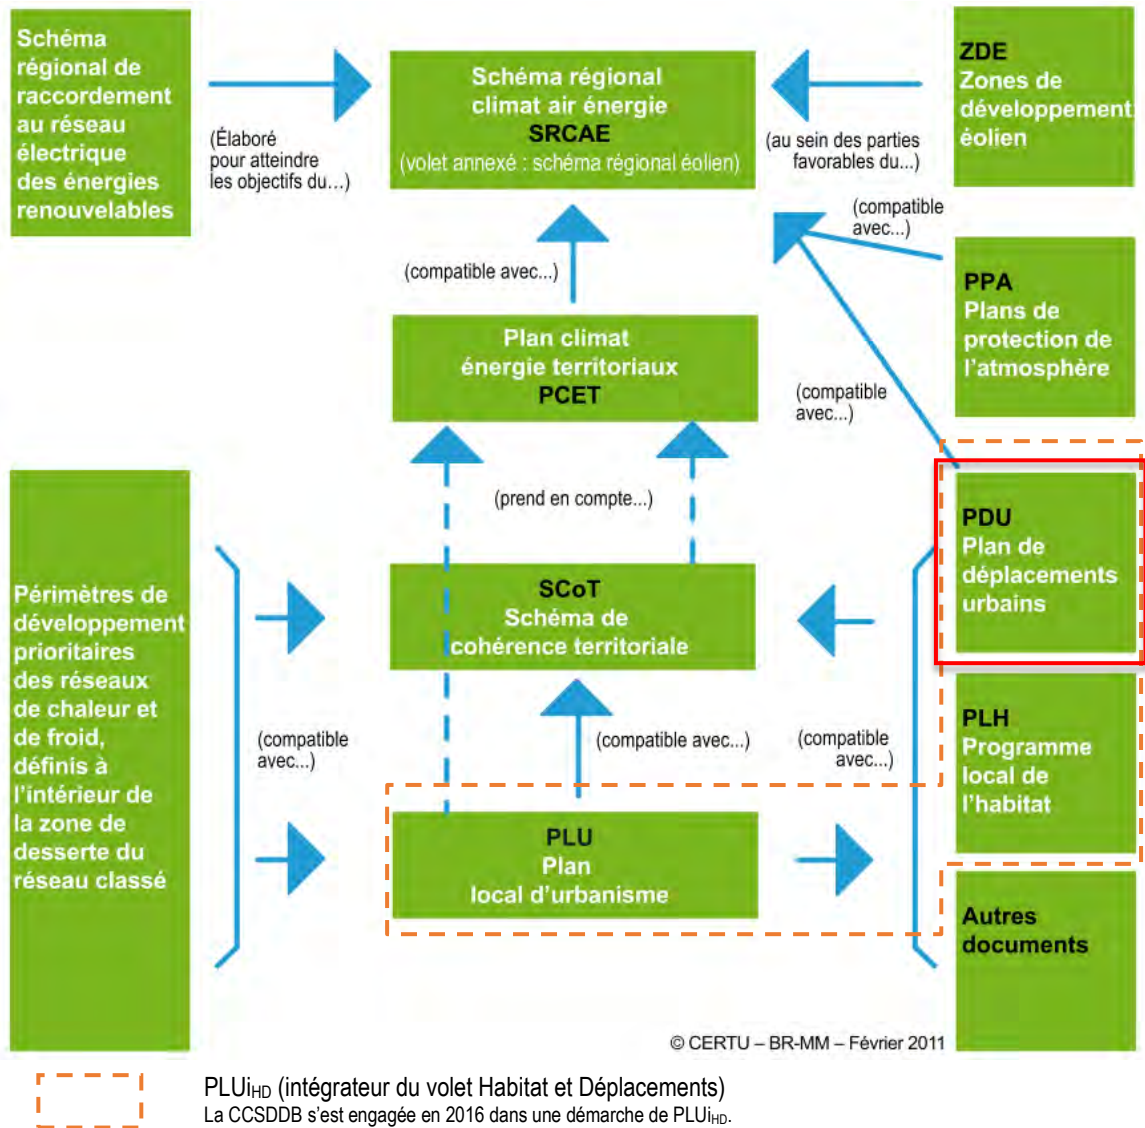 Schéma
régional de
raccordement
au réseau
électrique
des énergies
renouvelables
(Élaboré
pour atteindre
les objectifs du…)
Schéma régional
climat air énergie
SRCAE
(volet annexé : schéma régional éolien)
(au sein des parties
favorables du...)
ZDE
Zones de
développement
éolien
(compatible
avec...)
(compatible avec...)
PPA
Plans de
protection de
l’atmosphère
Plan climat
énergie territoriaux
PCET
(compatible
avec...)
(prend en compte...)
PDU
Plan de
déplacements
urbains
Périmètres de
développement
prioritaires
des réseaux
de chaleur et
de froid,
définis à
l’intérieur de
la zone de
desserte du
réseau classé
SCoT
Schéma de
cohérence territoriale
(compatible
avec...)
(compatible avec...)
(compatible
avec...)
PLH
Programme
local de
l’habitat
PLU
Plan
local d’urbanisme
Autres
documents
© CERTU – BR-MM – Février 2011
PLUiHD (intégrateur du volet Habitat et Déplacements)
La CCSDDB s’est engagée en 2016 dans une démarche de PLUiHD.